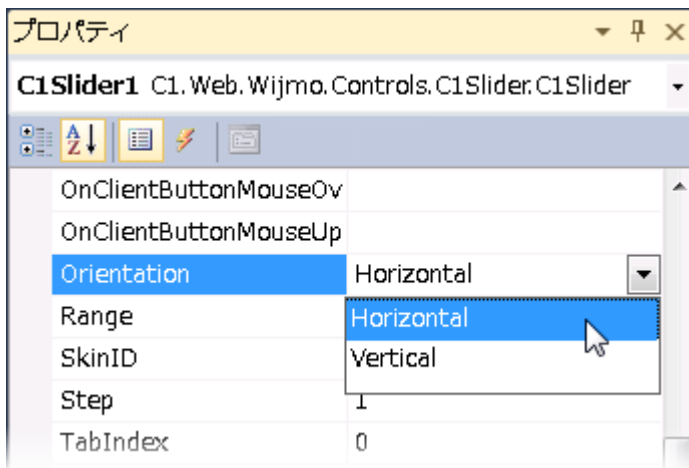 プロパティ
C1Slider1 C1.Web.Wijmo.Controls.C1Slider.C1Slider
OnClientButtonMouseOv
OnClientButtonMouseUp
Orientation Horizontal
Range Horizontal
SkinID Vertical
Step 1
TabIndex 0